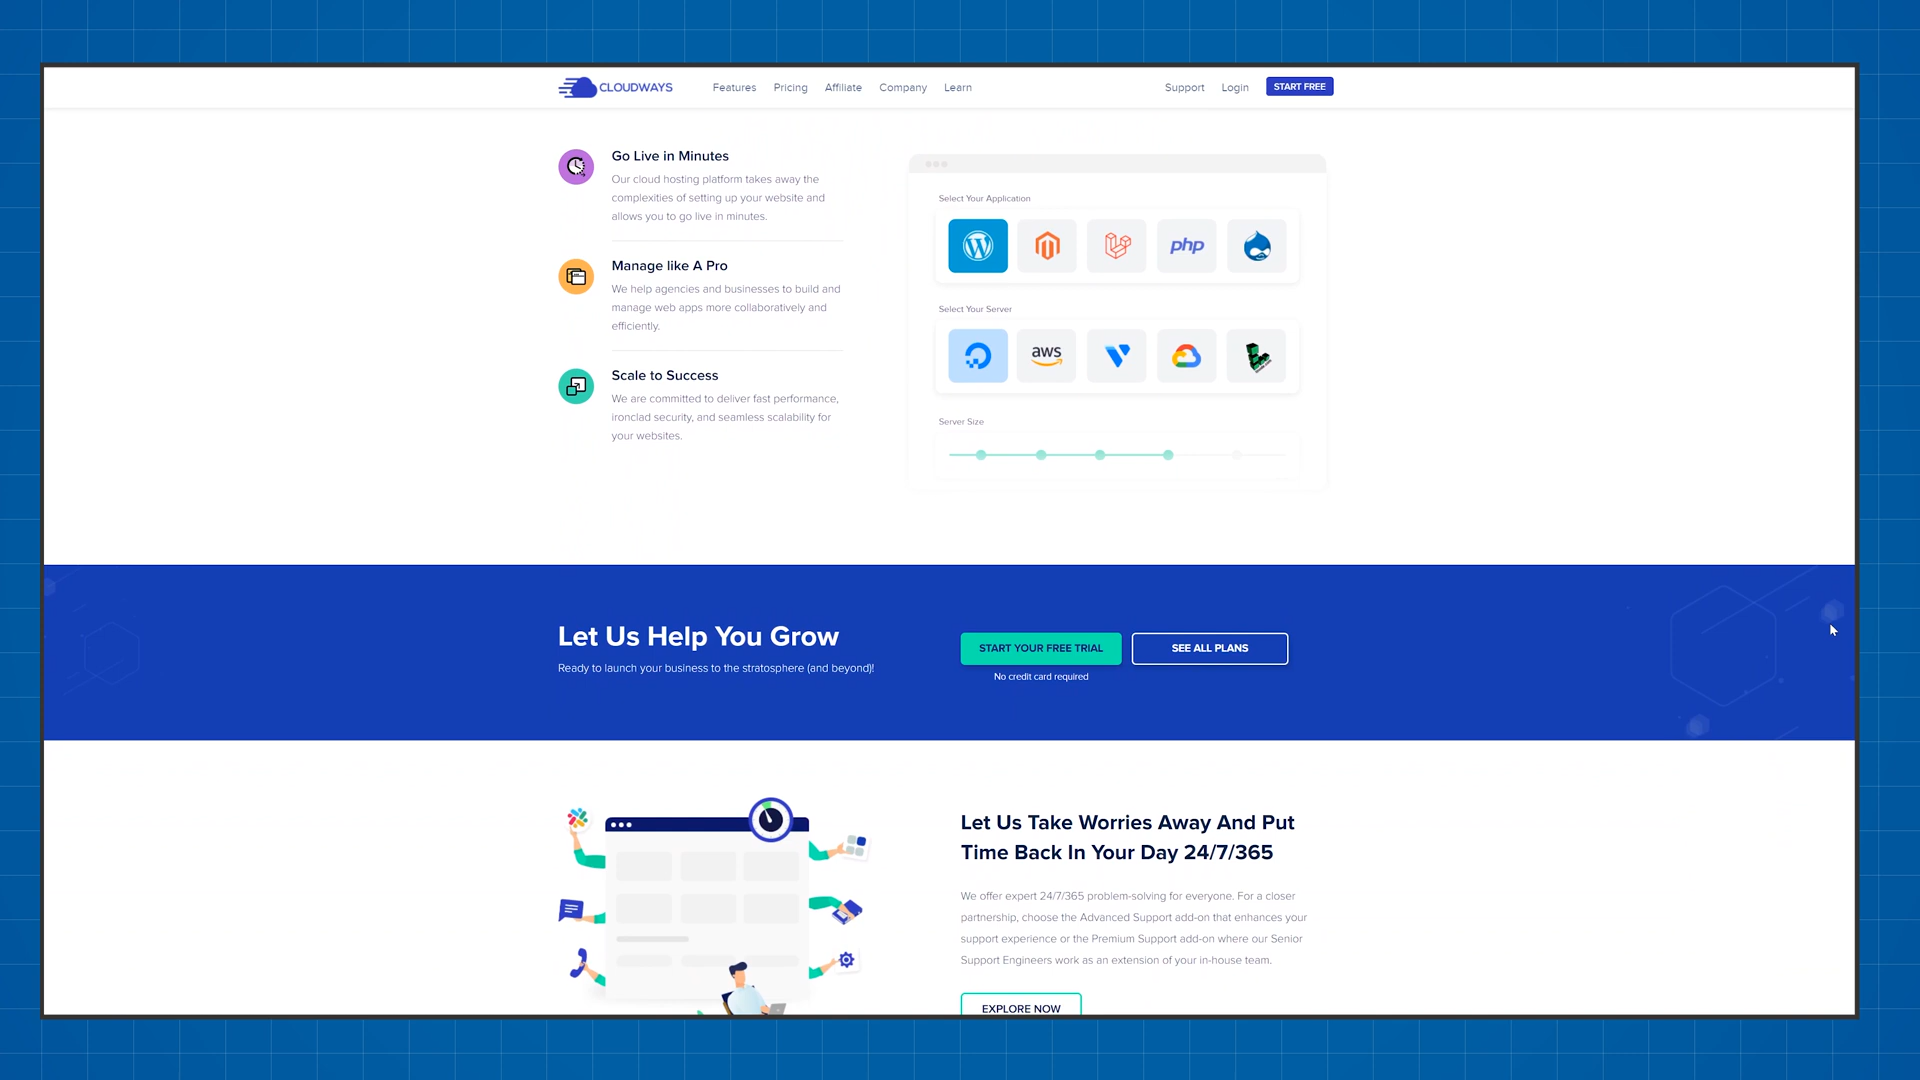 CLOUDWAYS
Features
Pricing
Affiliate
Company
Learn
Support
Login
START FREE
Go Live in Minutes
Our cloud hosting platform takes away the
complexities of setting up your website and
allows you to go live in minutes.
Manage like A Pro
We help agencies and businesses to build and
manage web apps more collaboratively and
efficiently.
Scale to Success
We are committed to deliver fast performance,
ironclad security, and seamless scalability for
your websites.
Select Your Application
php
Select Your Server
aws
Server Size
Let Us Help You Grow
Ready to launch your business to the stratosphere (and beyond)!
START YOUR FREE TRIAL
No credit card required
SEE ALL PLANS
Let Us Take Worries Away And Put
Time Back In Your Day 24/7/365
We offer expert 24/7/365 problem-solving for everyone. For a closer
partnership, choose the Advanced Support add-on that enhances your
support experience or the Premium Support add-on where our Senior
Support Engineers work as an extension of your in-house team.
EXPLORE NOW